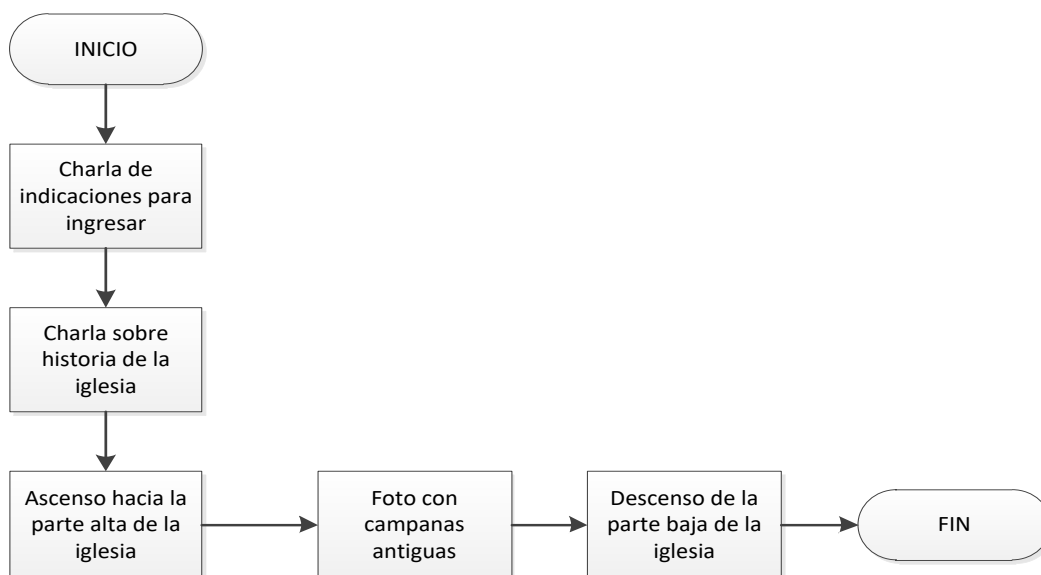 INICIO
Charla de
indicaciones para
ingresar
Charla sobre
historia de la
iglesia
Ascenso hacia la
parte alta de la
iglesia
Foto con
campanas
antiguas
Descenso de la
parte baja de la
iglesia
FIN